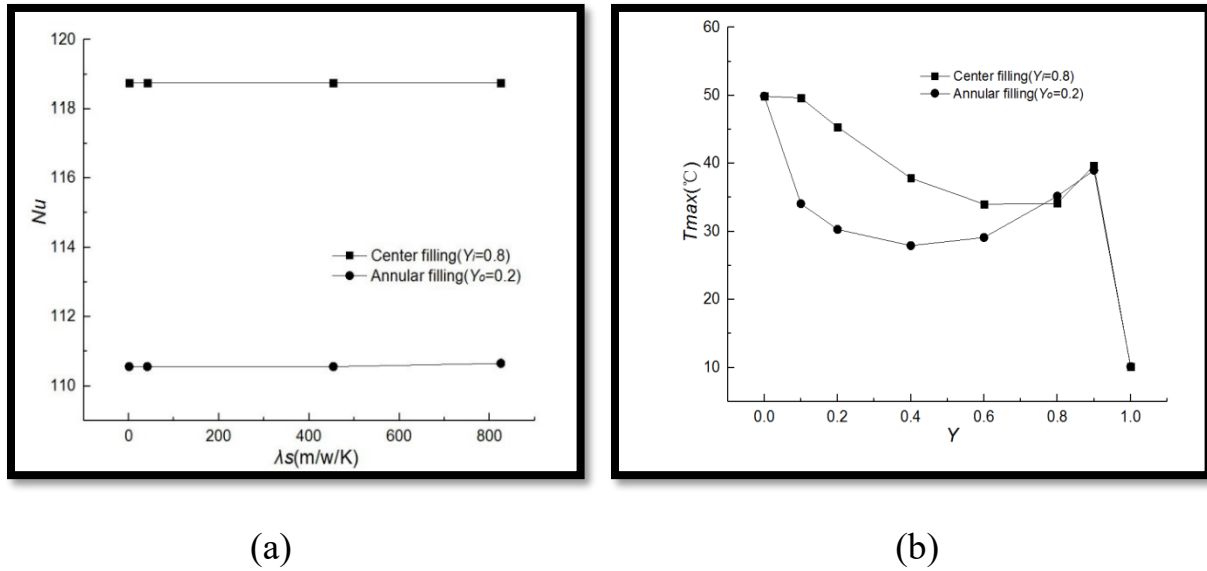 120
118
116
114
112
110
Nu
Center filling(Yi=0.8)
Annular filling(Yo=0.2)
0 200 400 600 800
λs(m/w/K)
(a)
60
50
40
30
20
10
Tmax(℃)
Center filling(Yi=0.8)
Annular filling(Yo=0.2)
0.0 0.2 0.4 0.6 0.8 1.0
Y
(b)